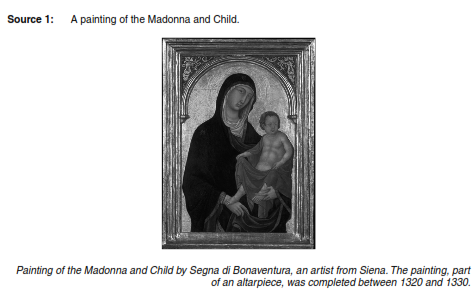 Source 1: A painting of the Madonna and Child.
Painting of the Madonna and Child by Segna di Bonaventura, an artist from Siena. The painting, part
of an altarpiece, was completed between 1320 and 1330.